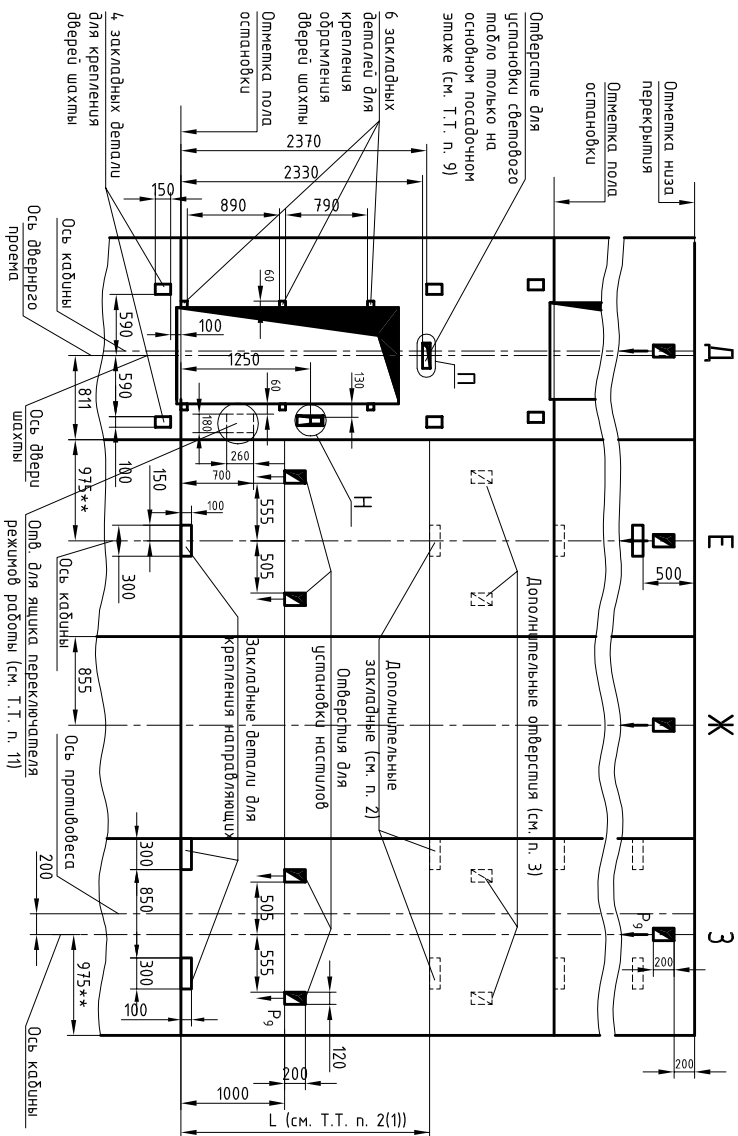 Д
Е
Ж
З
Отметка низа
перекрытия
Отметка пола
остановки
Отверстие для
установки светового
табло только на
основном посадочном
этаже (см. Т.Т. п. 9)
6 закладных
деталей для
крепления
обрамления
дверей шахты
Отметка пола
остановки
4 закладных детали
для крепления
дверей шахты
2370
2330
890
790
150
60
100
590
590
811
100
1250
60
130
180
260
700
П
Н
Ось кабины
Ось двернрго
проема
Ось двери
шахты
975**
150
100
300
555
505
500
Ось кабины
Отв. для ящика переключателя
режимов работы (см. Т.Т. п. 11)
Закладные детали для
крепления направляющих
Отверстия для
установки настилов
Дополнительные
закладные (см. п. 2)
Дополнительные отверстия (см. п. 3)
855
Ось противовеса
200
300
850
300
505
555
975**
100
Ось кабины
P9
200
200
P9
120
200
1000
L (см. Т.Т. п. 2(1))